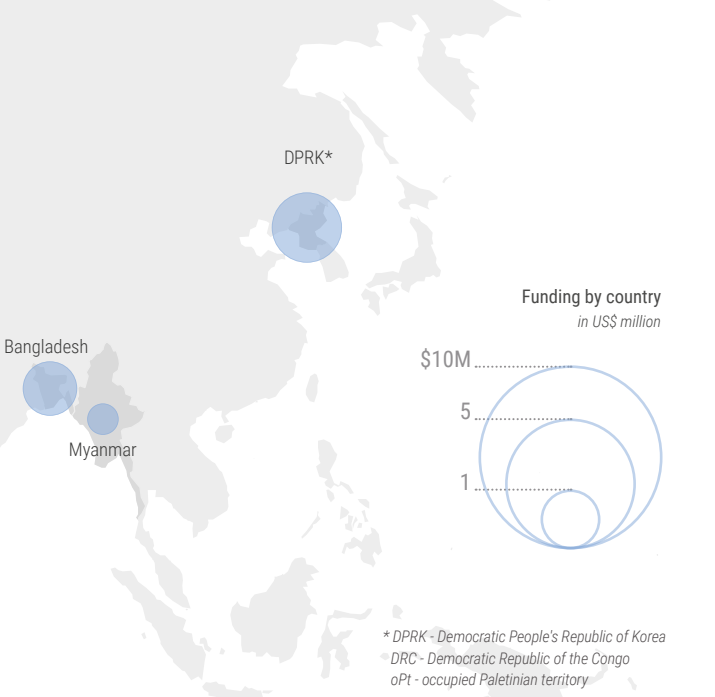 DPRK*
Funding by country
in US$ million
Bangladesh
$10M
5
Myanmar
1
* DPRK - Democratic People's Republic of Korea
DRC - Democratic Republic of the Congo
oPt - occupied Paletinian territory